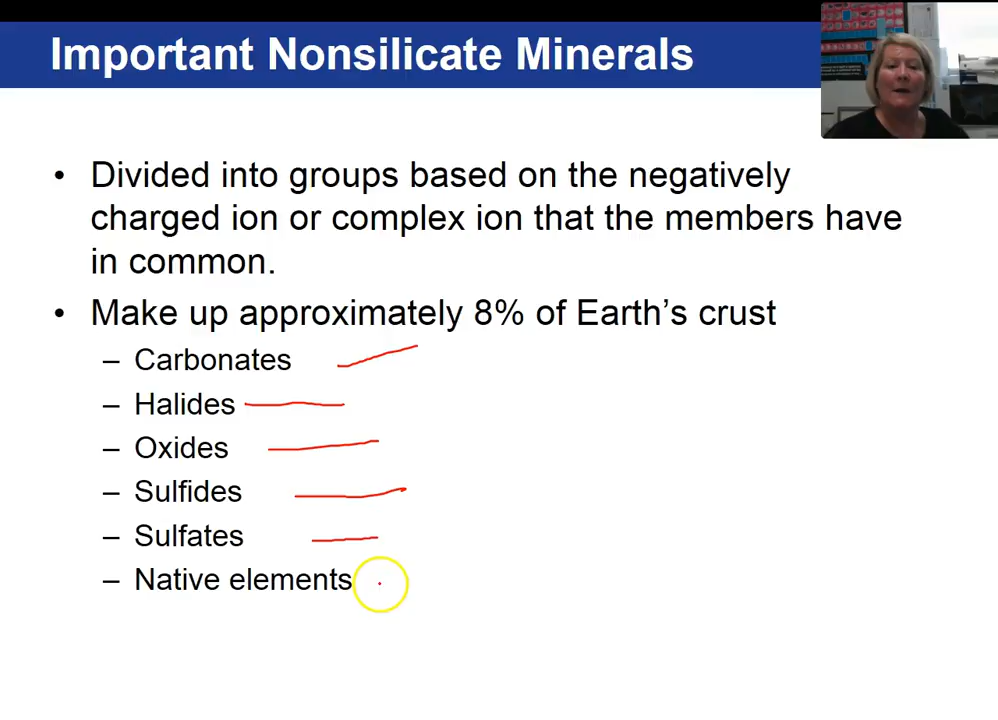 Important Nonsilicate Minerals
• Divided into groups based on the negatively
charged ion or complex ion that the members have
in common.
• Make up approximately 8% of Earth's crust
– Carbonates
– Halides
– Oxides
– Sulfides
– Sulfates
– Native elements